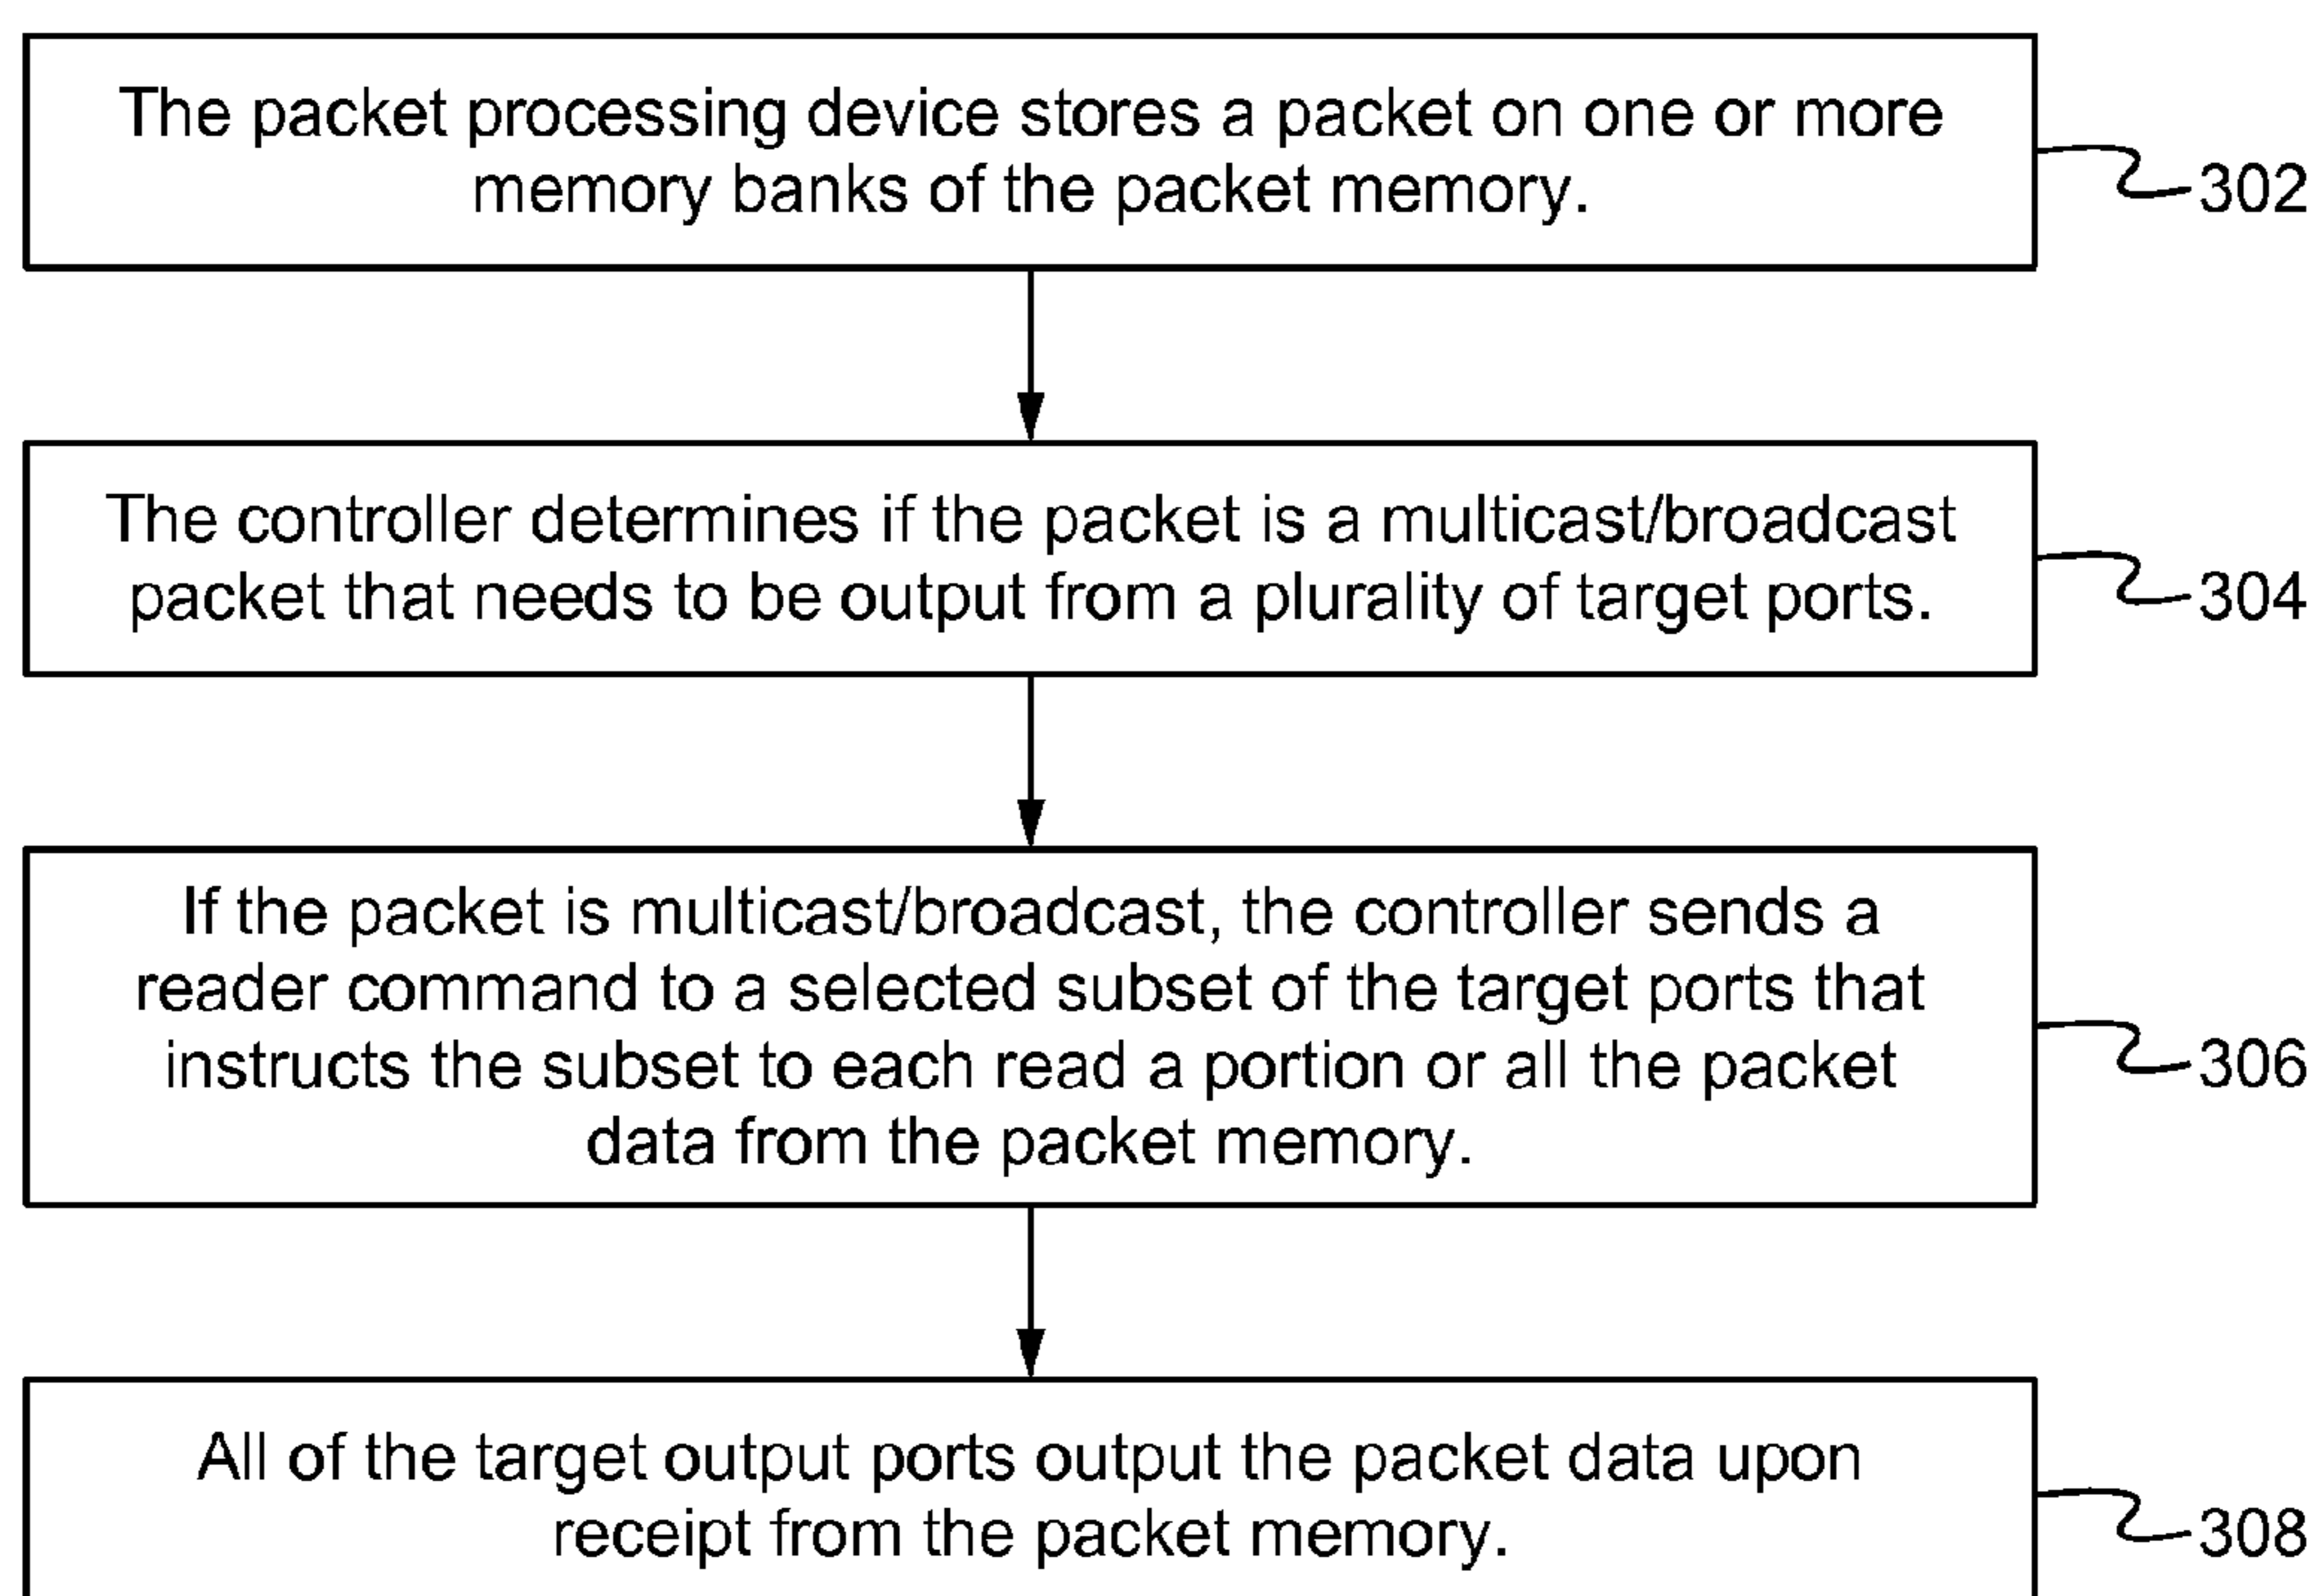 The packet processing device stores a packet on one or more
memory banks of the packet memory.
302
The controller determines if the packet is a multicast/broadcast
packet that needs to be output from a plurality of target ports.
304
If the packet is multicast/broadcast, the controller sends a
reader command to a selected subset of the target ports that
instructs the subset to each read a portion or all the packet
data from the packet memory.
306
All of the target output ports output the packet data upon
receipt from the packet memory.
308